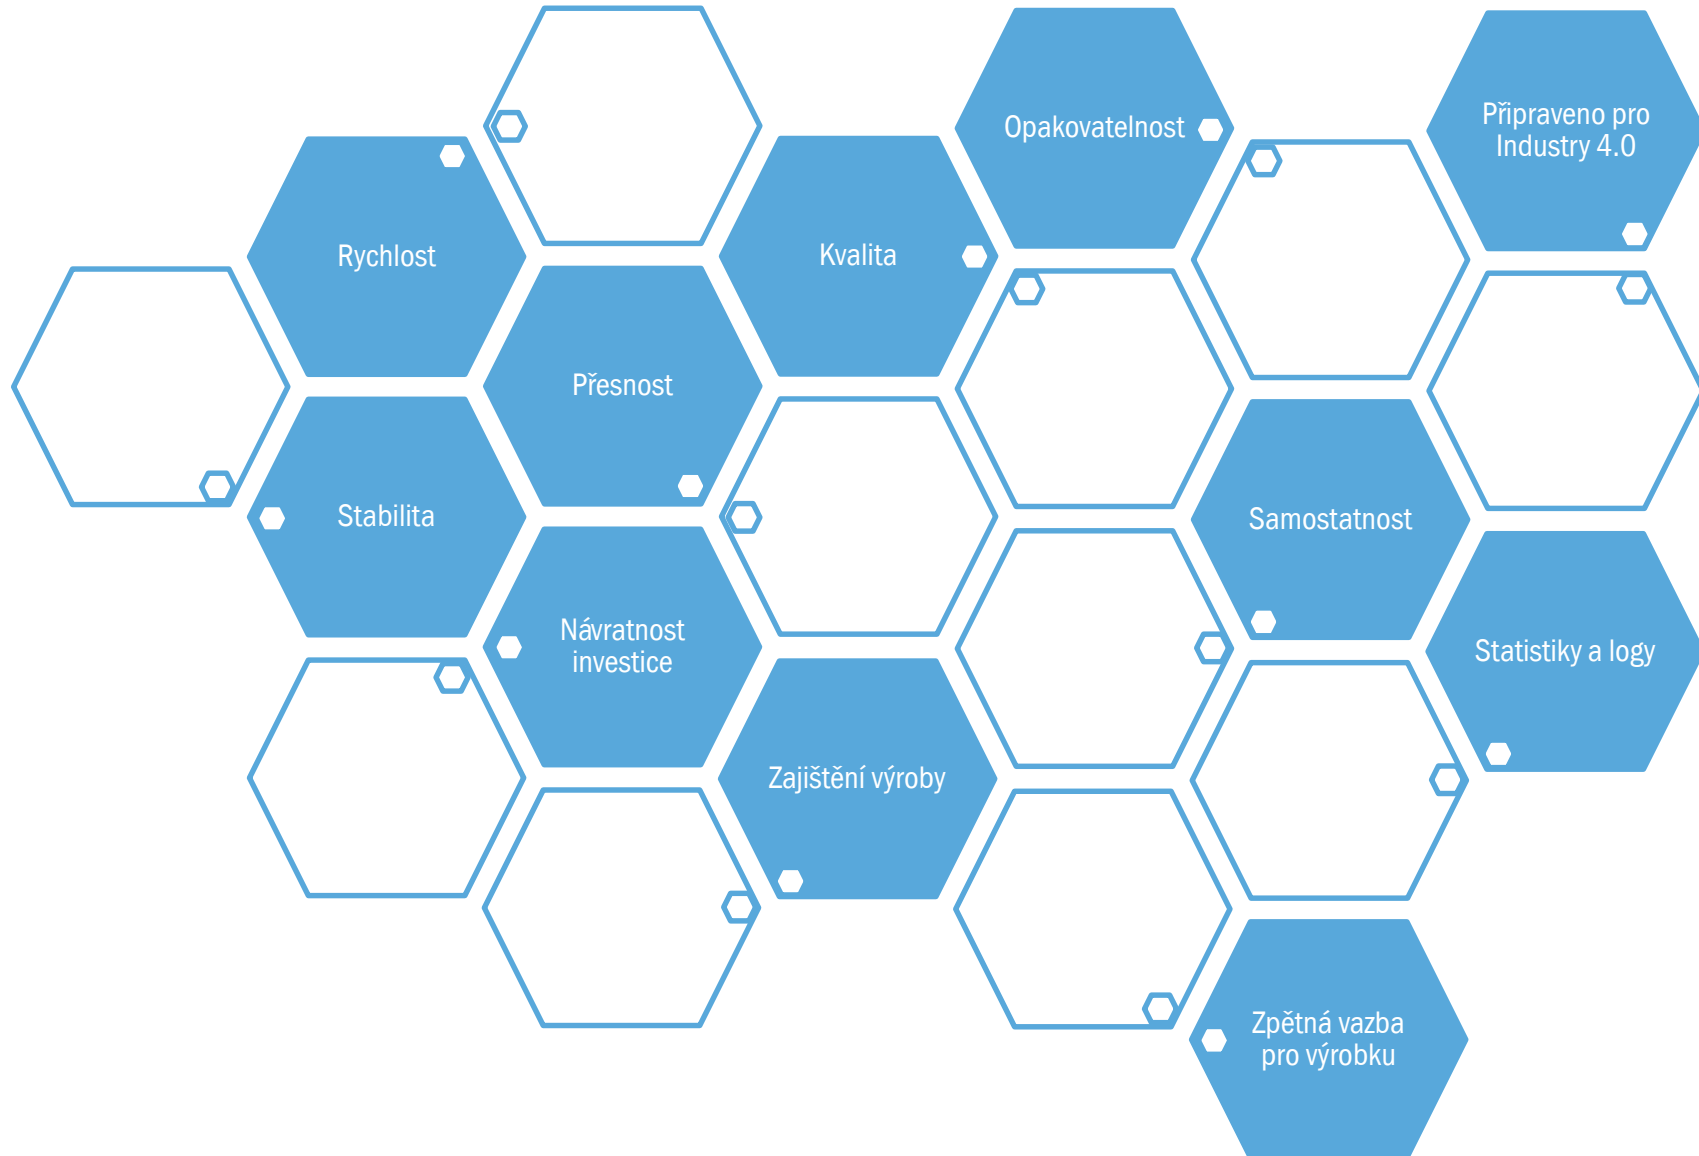 Opakovatelnost
Připraveno pro
Industry 4.0
Rychlost
Kvalita
Přesnost
Stabilita
Samostatnost
Návratnost
investice
Statistiky a logy
Zajištění výroby
Zpětná vazba
pro výrobku